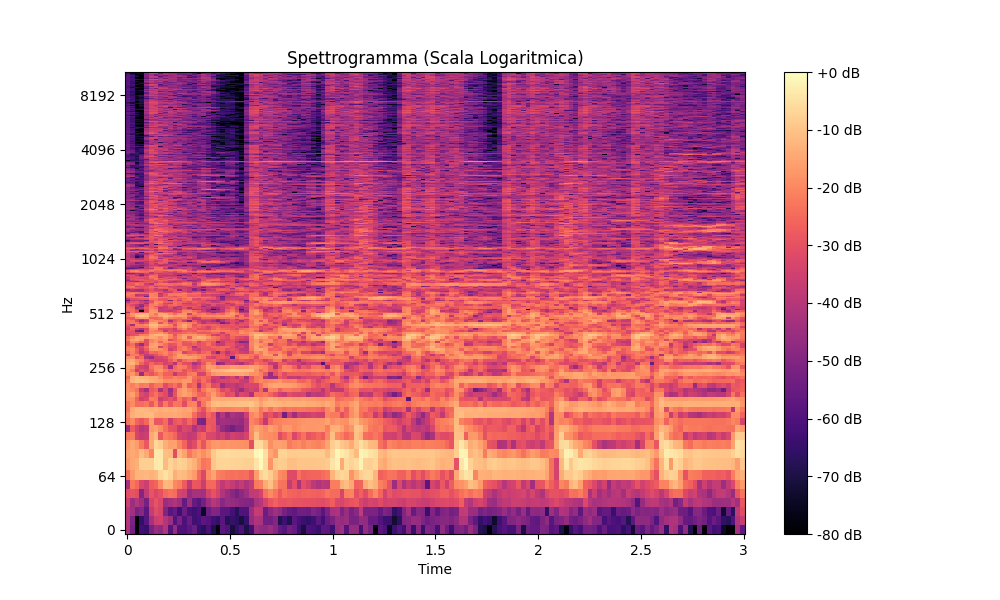 Spettrogramma (Scala Logaritmica)
+0 dB
8192
-10 dB
4096
-20 dB
2048
-30 dB
1024
-40 dB
Hz
512
-50 dB
256
-60 dB
128
-70 dB
64
0
-80 dB
0 0.5 1 1.5 2 2.5 3
Time